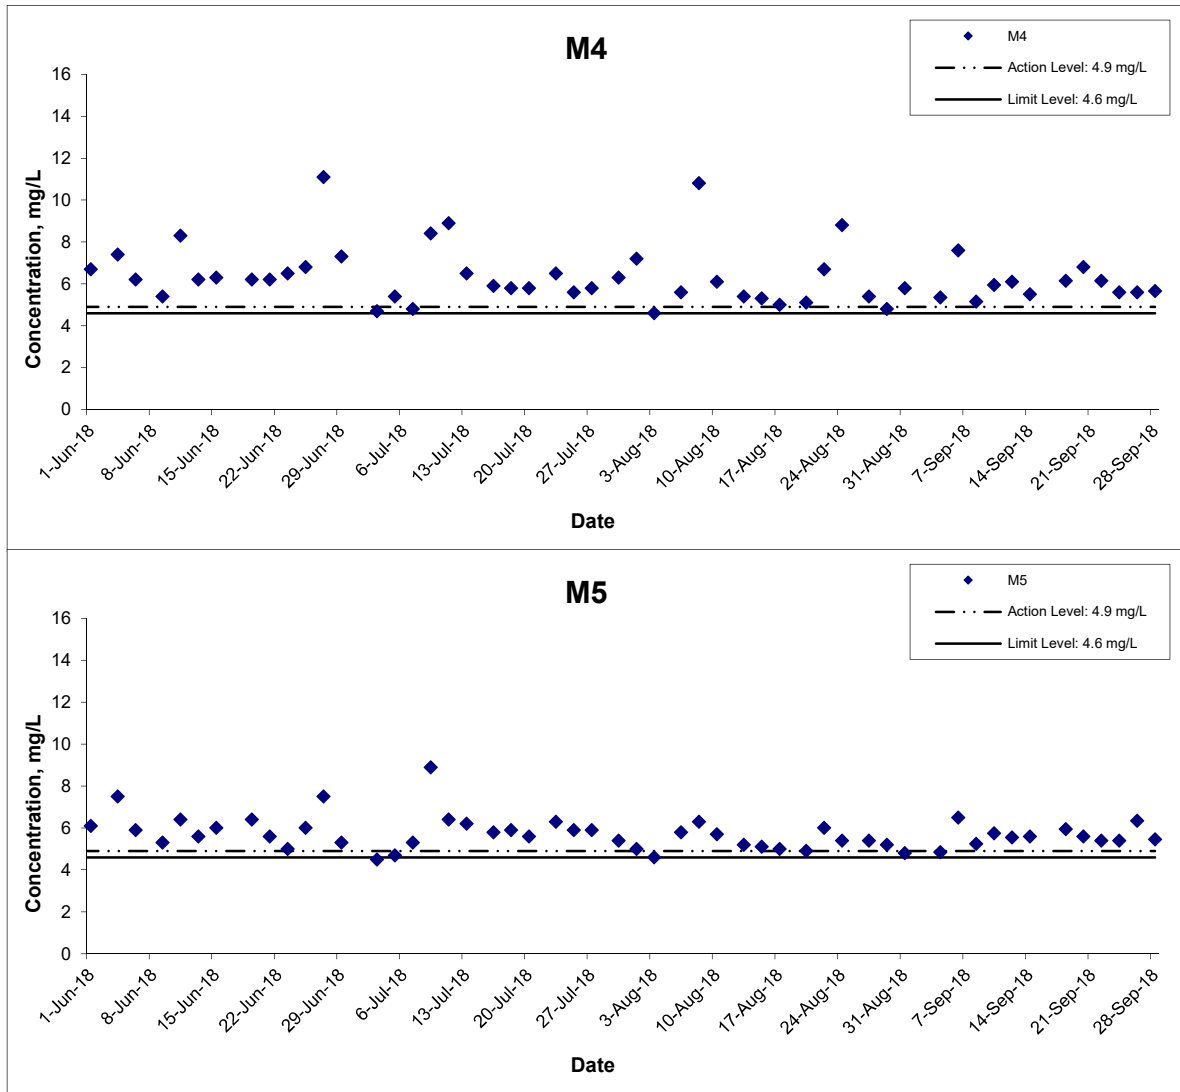 M4
M4
Action Level: 4.9 mg/L
Limit Level: 4.6 mg/L
Concentration, mg/L
16
14
12
10
8
6
4
2
0
1-Jun-18
8-Jun-18
15-Jun-18
22-Jun-18
29-Jun-18
6-Jul-18
13-Jul-18
20-Jul-18
27-Jul-18
3-Aug-18
10-Aug-18
17-Aug-18
24-Aug-18
31-Aug-18
7-Sep-18
14-Sep-18
21-Sep-18
28-Sep-18
Date
M5
M5
Action Level: 4.9 mg/L
Limit Level: 4.6 mg/L
Concentration, mg/L
16
14
12
10
8
6
4
2
0
1-Jun-18
8-Jun-18
15-Jun-18
22-Jun-18
29-Jun-18
6-Jul-18
13-Jul-18
20-Jul-18
27-Jul-18
3-Aug-18
10-Aug-18
17-Aug-18
24-Aug-18
31-Aug-18
7-Sep-18
14-Sep-18
21-Sep-18
28-Sep-18
Date